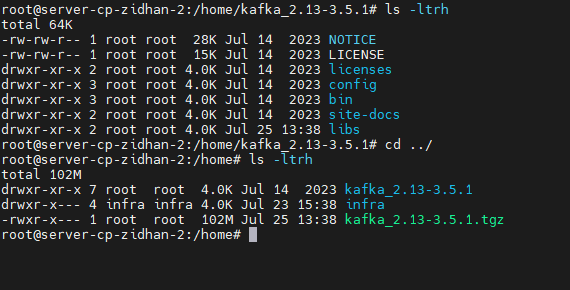 root@server-cp-zidhan-2:/home/kafka_2.13-3.5.1# ls -ltrh
total 64K
-rw-rw-r-- 1 root root  28K Jul 14  2023 NOTICE
-rw-rw-r-- 1 root root  15K Jul 14  2023 LICENSE
drwxr-xr-x 2 root root 4.0K Jul 14  2023 licenses
drwxr-xr-x 3 root root 4.0K Jul 14  2023 config
drwxr-xr-x 3 root root 4.0K Jul 14  2023 bin
drwxr-xr-x 2 root root 4.0K Jul 14  2023 site-docs
drwxr-xr-x 2 root root 4.0K Jul 25 13:38 libs
root@server-cp-zidhan-2:/home/kafka_2.13-3.5.1# cd ../
root@server-cp-zidhan-2:/home# ls -ltrh
total 102M
drwxr-xr-x 7 root  root  4.0K Jul 14  2023 kafka_2.13-3.5.1
drwxr-x--- 4 infra infra 4.0K Jul 23 15:38 infra
-rwxr-x--- 1 root  root  102M Jul 25 13:38 kafka_2.13-3.5.1.tgz
root@server-cp-zidhan-2:/home#